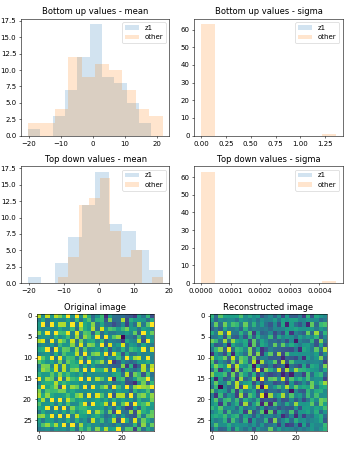 Bottom up values - mean
Bottom up values - sigma
17.5
15.0
12.5
10.0
7.5
5.0
2.5
0.0
z1
other
-20 -10 0 10 20
60
50
40
30
20
10
0
z1
other
0.00 0.25 0.50 0.75 1.00 1.25
Top down values - mean
Top down values - sigma
17.5
15.0
12.5
10.0
7.5
5.0
2.5
0.0
z1
other
-20 -10 0 10 20
60
50
40
30
20
10
0
z1
other
0.0000 0.0001 0.0002 0.0003 0.0004
Original image
Reconstructed image
0
5
10
15
20
25
0 10 20
0
5
10
15
20
25
0 10 20